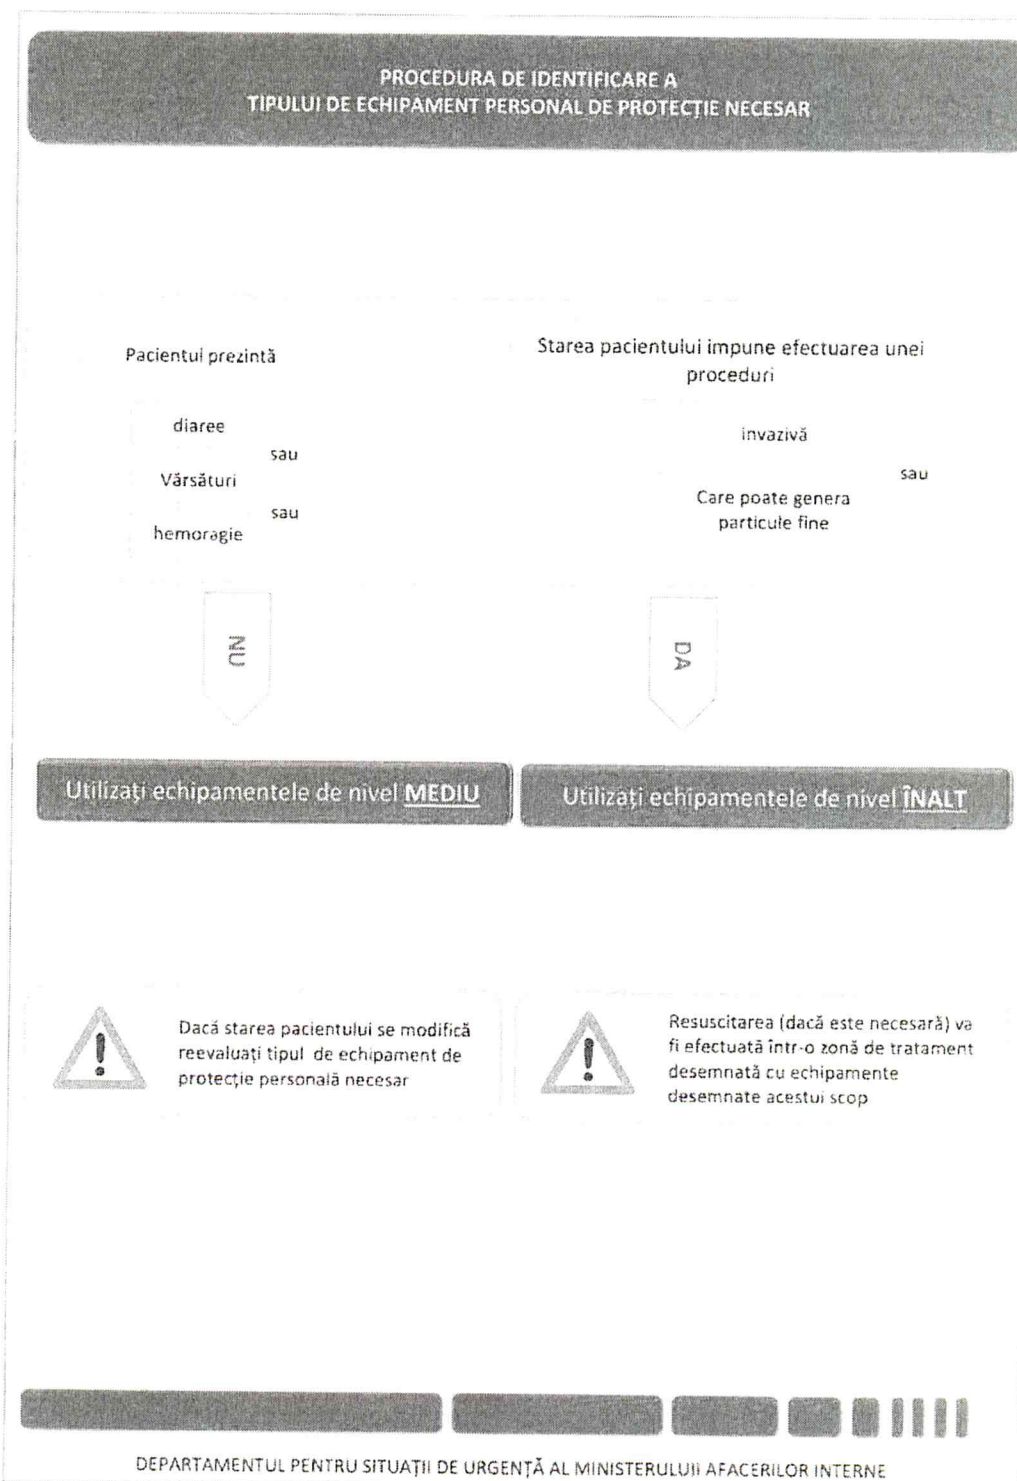 PROCEDURA DE IDENTIFICARE A
TIPULUI DE ECHIPAMENT PERSONAL DE PROTECȚIE NECESAR
Pacientul prezintă
diaree
sau
Vărsături
sau
hemoragie
Starea pacientului impune efectuarea unei
proceduri
invazivă
sau
Care poate genera
particule fine
NU
DA
Utilizați echipamentele de nivel MEDIU
Utilizați echipamentele de nivel ÎNALT
Dacă starea pacientului se modifică
reevaluați tipul de echipament de
protecție personală necesar
Resuscitarea (dacă este necesară) va
fi efectuată într-o zonă de tratament
desemnată cu echipamente
desemnate acestui scop
DEPARTAMENTUL PENTRU SITUAȚII DE URGENȚĂ AL MINISTERULUII AFACERILOR INTERNE